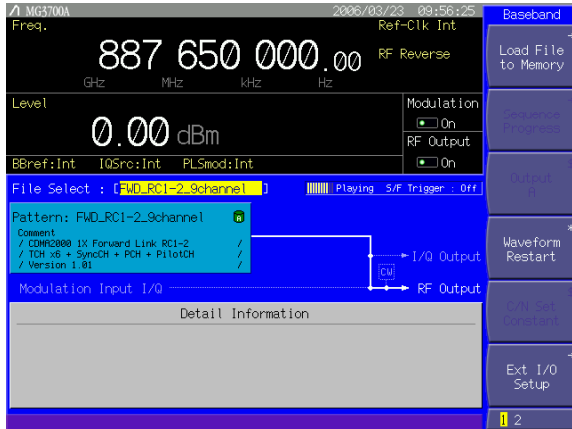 MG3700A
2006/03/23 09:56:25
Freq.
Ref-Clk Int
887 650 000.00
RF Reverse
GHz MHz kHz Hz
Level
0.00 dBm
Modulation
On
RF Output
On
BBref:Int IQSrc:Int PLSmod:Int
File Select : [FWD_RC1-2_9channel ]
Playing S/F Trigger : Off
Pattern: FWD_RC1-2_9channel
A
Comment
/ CDMA2000 1X Forward Link RC1-2 /
/ TCH x6 + SyncCH + PCH + PilotCH /
/ Version 1.01 /
I/Q Output
CW
Modulation Input I/Q
RF Output
Detail Information
Baseband
Load File
to Memory
Sequence
Progress
Output
A
Waveform
Restart
*
C/N Set
Constant
Ext I/O
Setup
1 2